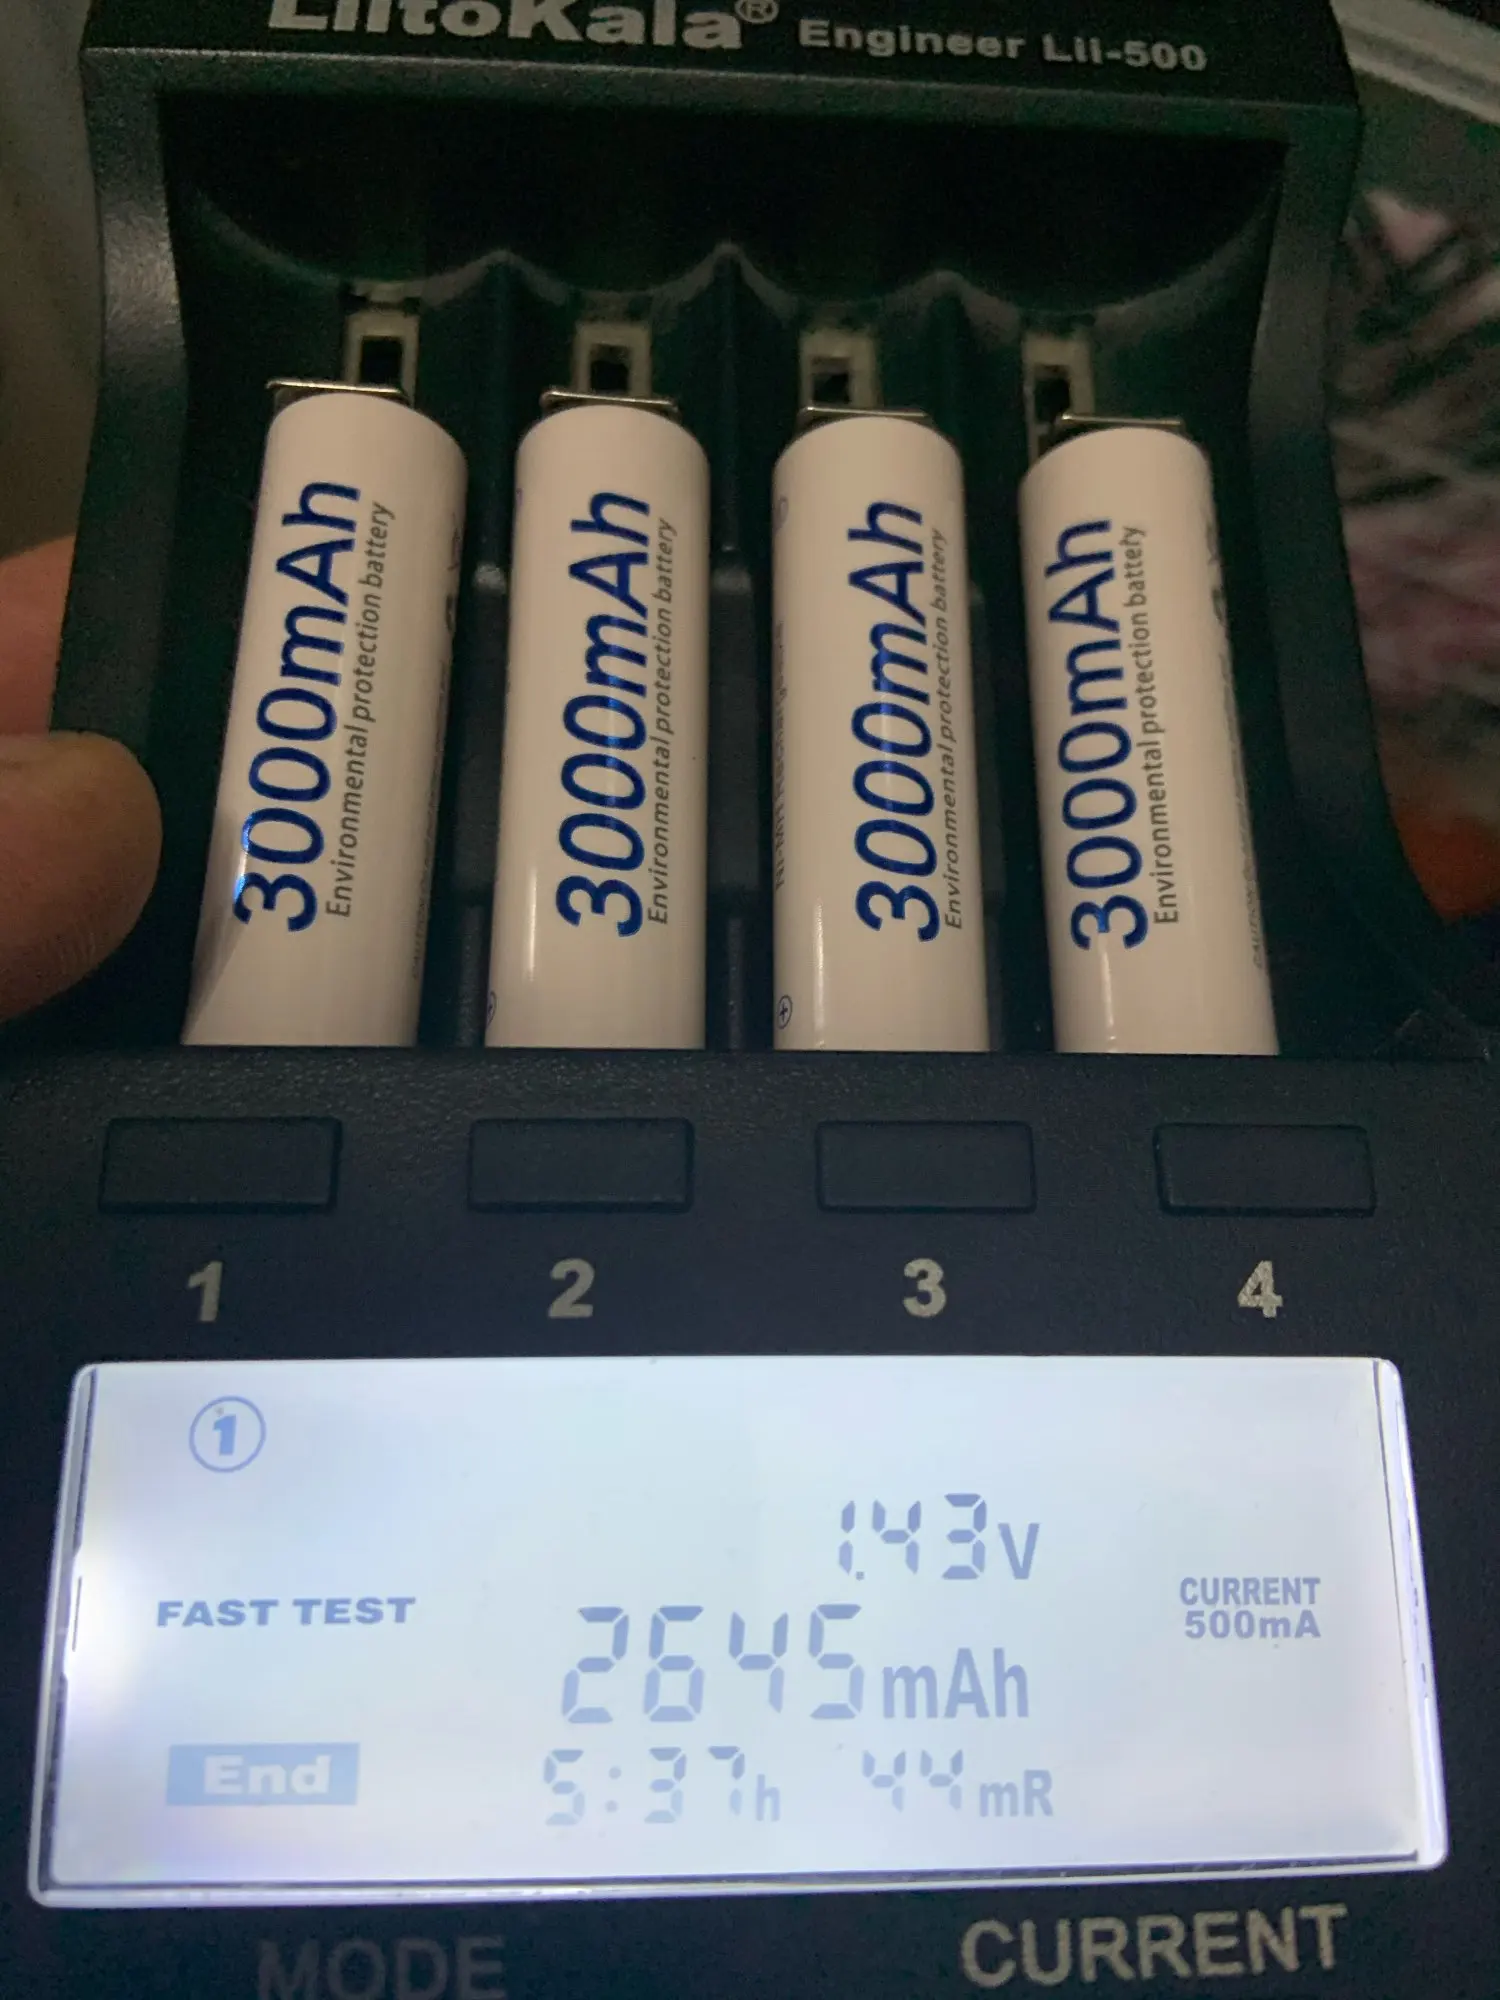 LiitoKala® Engineer Lii-500
3000mAh
Environmental protection battery
3000mAh
Environmental protection battery
3000mAh
Environmental protection battery
3000mAh
Environmental protection battety
1 2 3 4
1
1.43V
FAST TEST
2645mAh
CURRENT
500mA
End
5:37h 44mR
MODE
CURRENT